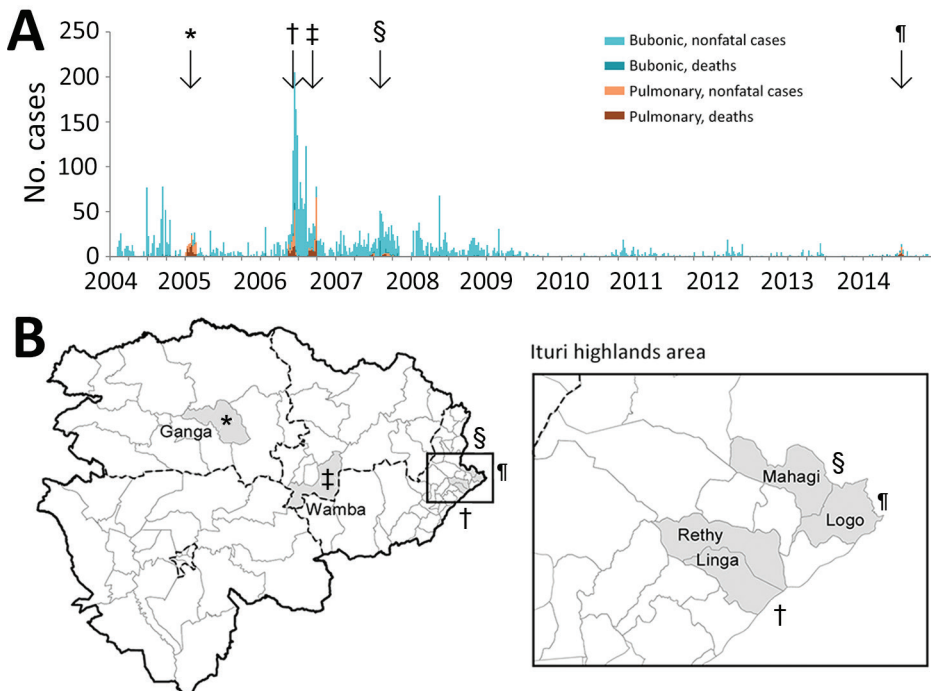 A
* † ‡ § ¶
No. cases
250
200
150
100
50
0
Bubonic, nonfatal cases
Bubonic, deaths
Pulmonary, nonfatal cases
Pulmonary, deaths
2004 2005 2006 2007 2008 2009 2010 2011 2012 2013 2014
B
Ganga *
‡
Wamba
§
¶
†
Ituri highlands area
Mahagi §
¶
Logo
Rethy
Linga
†